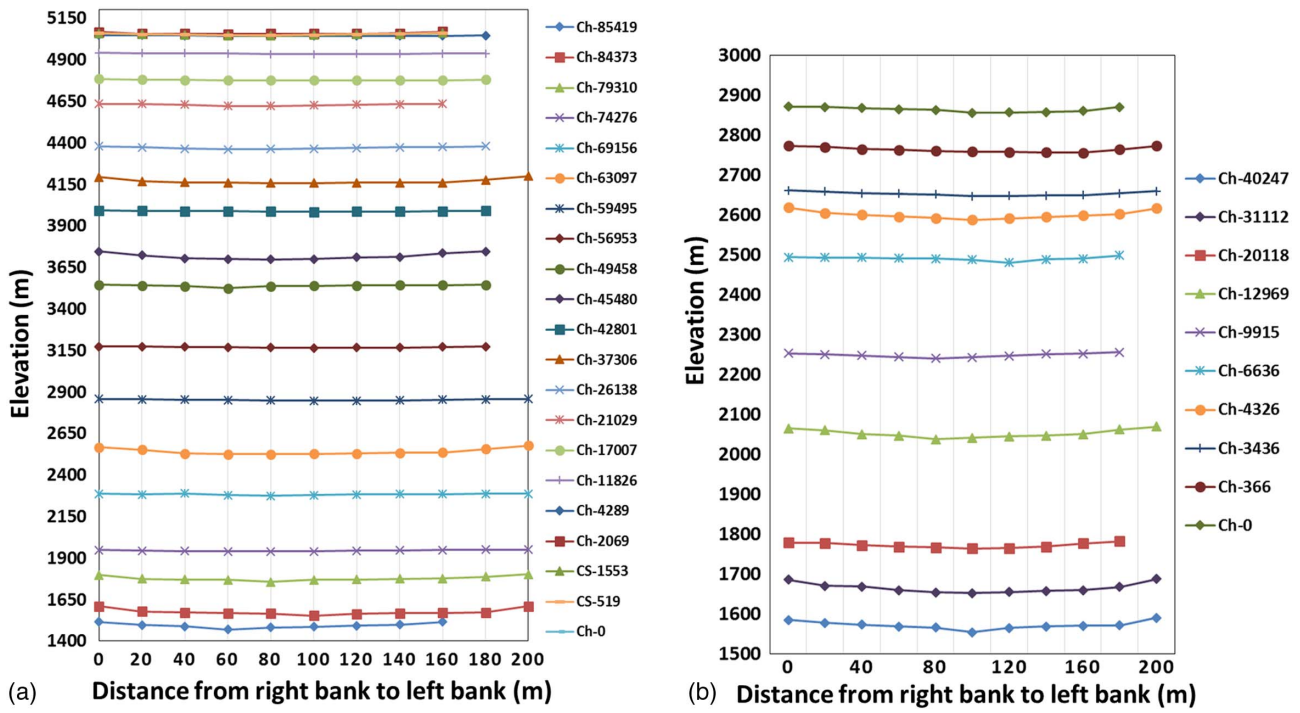 5150
4900
4650
4400
4150
3900
3650
3400
3150
2900
2650
2400
2150
1900
1650
1400
Elevation (m)
0 20 40 60 80 100 120 140 160 180 200
(a) Distance from right bank to left bank (m)
Ch-85419
Ch-84373
Ch-79310
Ch-74276
Ch-69156
Ch-63097
Ch-59495
Ch-56953
Ch-49458
Ch-45480
Ch-42801
Ch-37306
Ch-26138
Ch-21029
Ch-17007
Ch-11826
Ch-4289
Ch-2069
CS-1553
CS-519
Ch-0
3000
2900
2800
2700
2600
2500
2400
2300
2200
2100
2000
1900
1800
1700
1600
1500
Elevation (m)
0 20 40 60 80 100 120 140 160 180 200
(b) Distance from right bank to left bank (m)
Ch-40247
Ch-31112
Ch-20118
Ch-12969
Ch-9915
Ch-6636
Ch-4326
Ch-3436
Ch-366
Ch-0